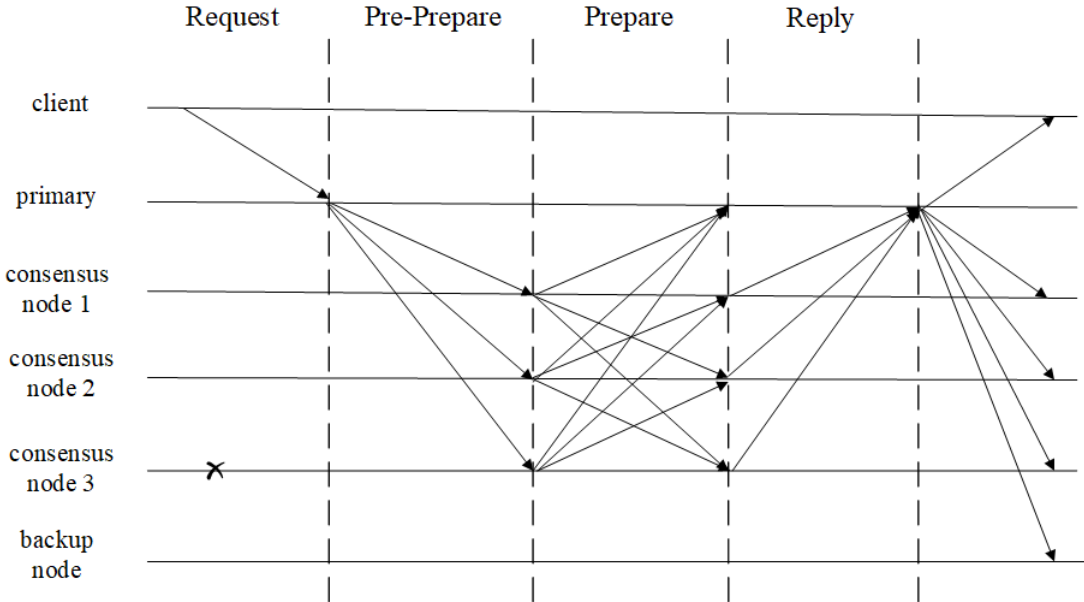 Request Pre-Prepare Prepare Reply
client
primary
consensus
node 1
consensus
node 2
consensus
node 3
backup
node